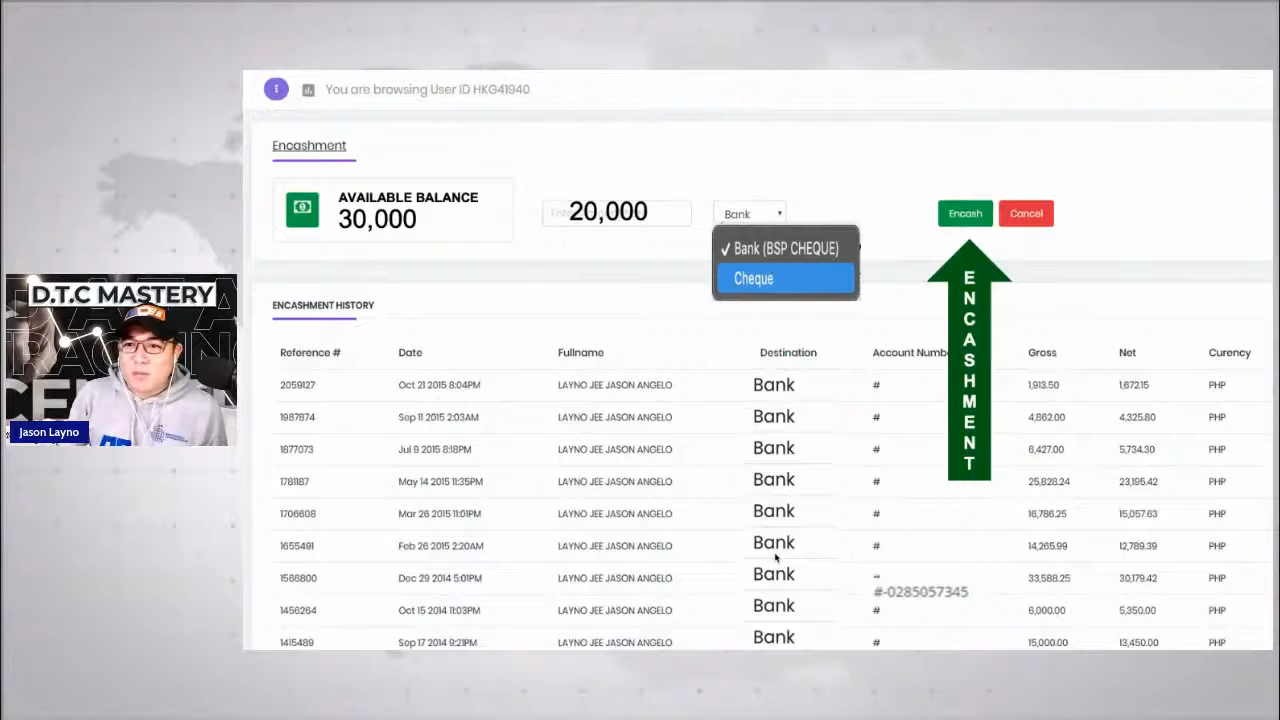 You are browsing User ID HKG41940
Encashment
AVAILABLE BALANCE
30,000
20,000
Bank
Encash
Cancel
✓ Bank (BSP CHEQUE)
Cheque
ENCASHMENT
D.T.C MASTERY
Jason Layno
ENCASHMENT HISTORY
Reference # Date Fullname Destination Account Numbe Gross Net Curency
2059127 Oct 21 2015 8:04PM LAYNO JEE JASON ANGELO Bank # 1,913.50 1,672.15 PHP
1987874 Sep 11 2015 2:03AM LAYNO JEE JASON ANGELO Bank # 4,862.00 4,325.80 PHP
1877073 Jul 9 2015 8:18PM LAYNO JEE JASON ANGELO Bank # 6,427.00 5,734.30 PHP
1781187 May 14 2015 11:35PM LAYNO JEE JASON ANGELO Bank # 25,828.24 23,195.42 PHP
1706608 Mar 26 2015 11:01PM LAYNO JEE JASON ANGELO Bank # 16,786.25 15,057.63 PHP
1655491 Feb 26 2015 2:20AM LAYNO JEE JASON ANGELO Bank # 14,265.99 12,789.39 PHP
1566800 Dec 29 2014 5:01PM LAYNO JEE JASON ANGELO Bank 33,588.25 30,179.42 PHP
#-0285057345
1456264 Oct 15 2014 11:03PM LAYNO JEE JASON ANGELO Bank # 6,000.00 5,350.00 PHP
1415489 Sep 17 2014 9:21PM LAYNO JEE JASON ANGELO Bank # 15,000.00 13,450.00 PHP